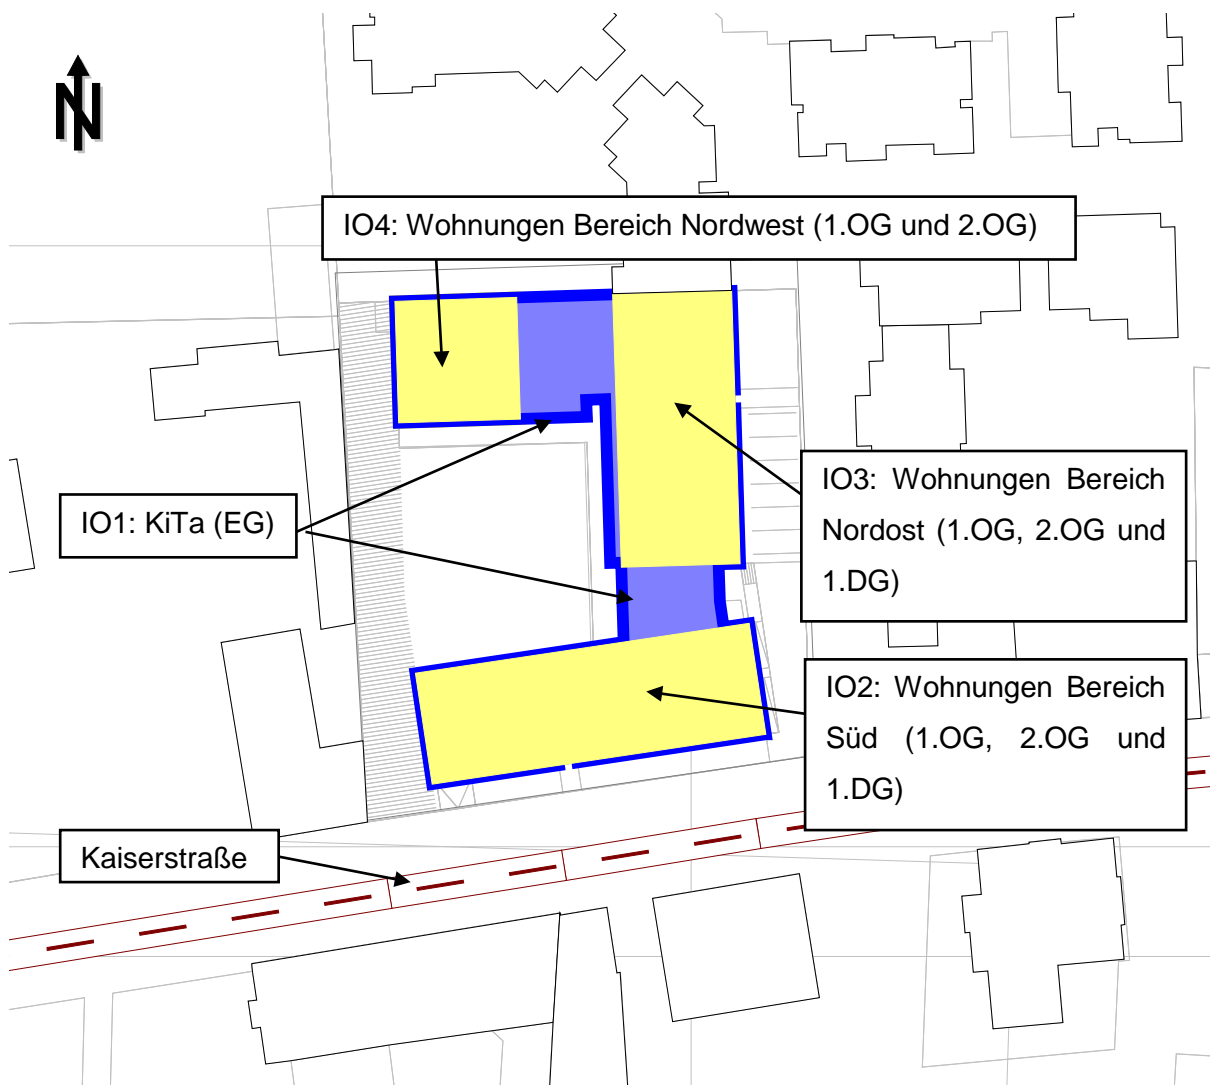 N
IO4: Wohnungen Bereich Nordwest (1.OG und 2.OG)
IO3: Wohnungen Bereich
Nordost (1.OG, 2.OG und
1.DG)
IO1: KiTa (EG)
IO2: Wohnungen Bereich
Süd (1.OG, 2.OG und
1.DG)
Kaiserstraße